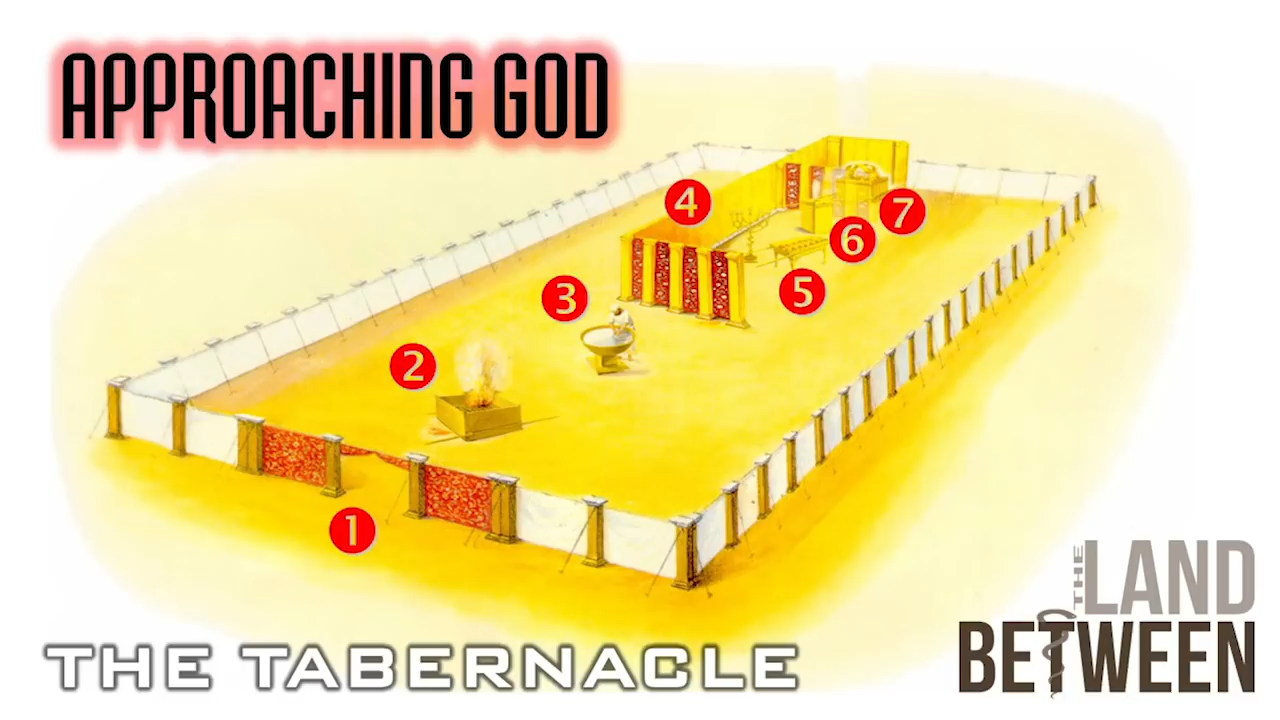 APPROACHING GOD
4
7
6
3
5
2
1
THE LAND
BETWEEN
THE TABERNACLE